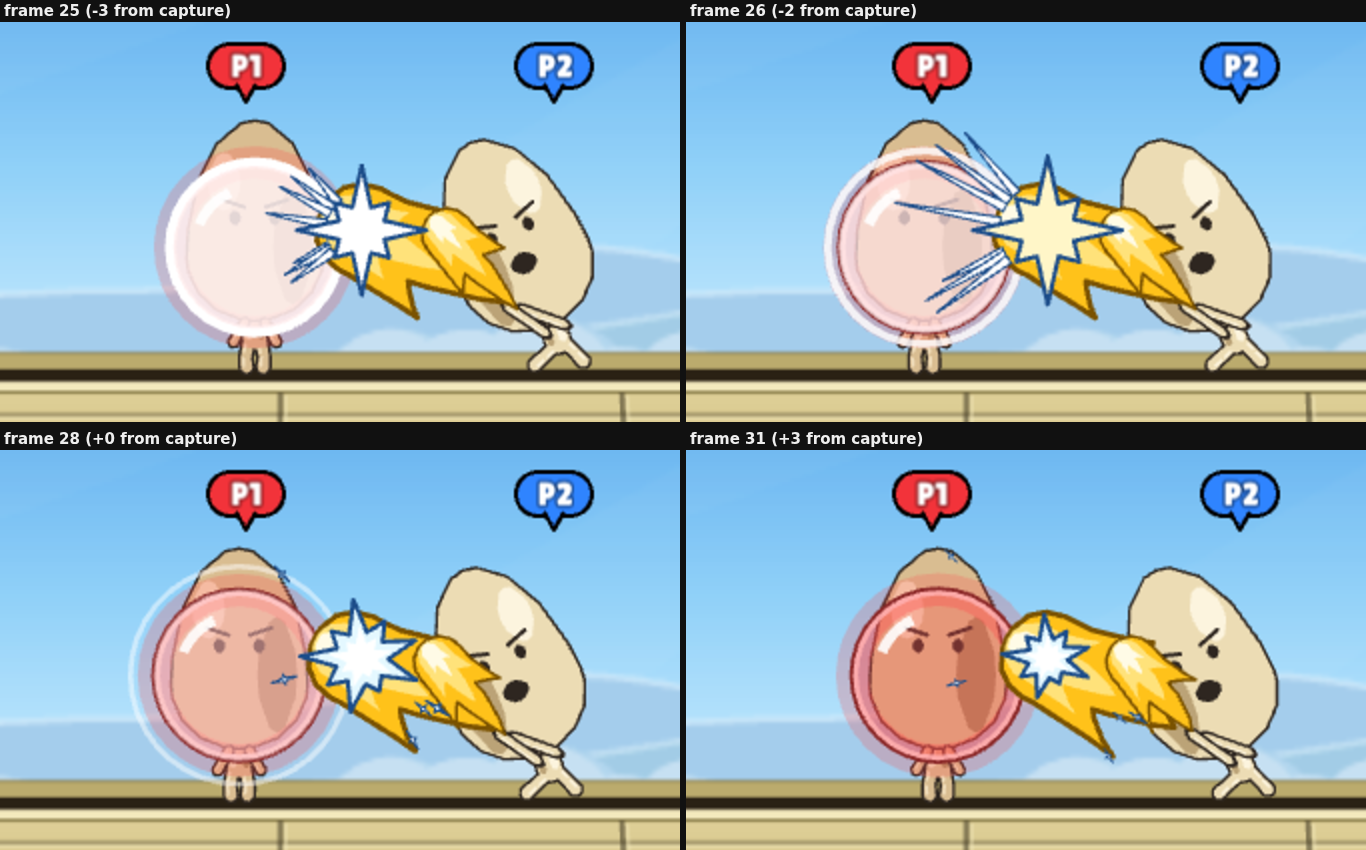 frame 25 (-3 from capture)
P1 P2
frame 26 (-2 from capture)
P1 P2
frame 28 (+0 from capture)
P1 P2
frame 31 (+3 from capture)
P1 P2